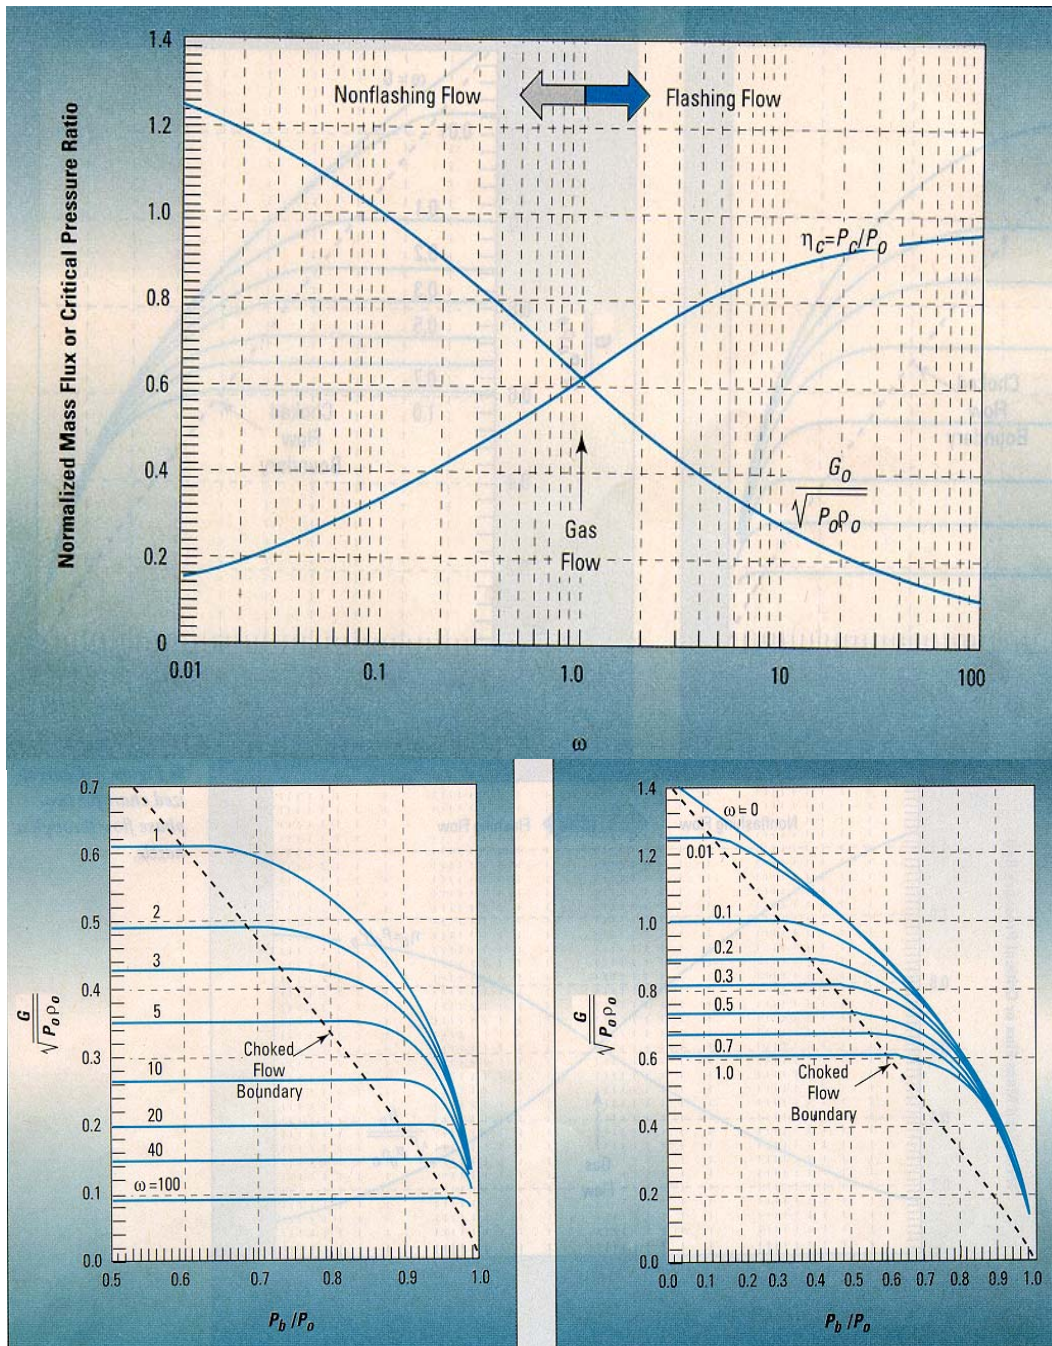 Normalized Mass Flux or Critical Pressure Ratio
1.4
1.2
1.0
0.8
0.6
0.4
0.2
0
Nonflashing Flow
Flashing Flow
ηc=Pc/Po
Go
√Poρo
Gas
Flow
0.01
0.1
1.0
10
100
ω
0.7
0.6
0.5
0.4
0.3
0.2
0.1
0.0
G
√Poρo
1
2
3
5
10
20
40
ω=100
Choked
Flow
Boundary
0.5
0.6
0.7
0.8
0.9
1.0
Pb/Po
1.4
1.2
1.0
0.8
0.6
0.4
0.2
0.0
G
√Poρo
ω=0
0.01
0.1
0.2
0.3
0.5
0.7
1.0
Choked
Flow
Boundary
0.0
0.1
0.2
0.3
0.4
0.5
0.6
0.7
0.8
0.9
1.0
Pb/Po